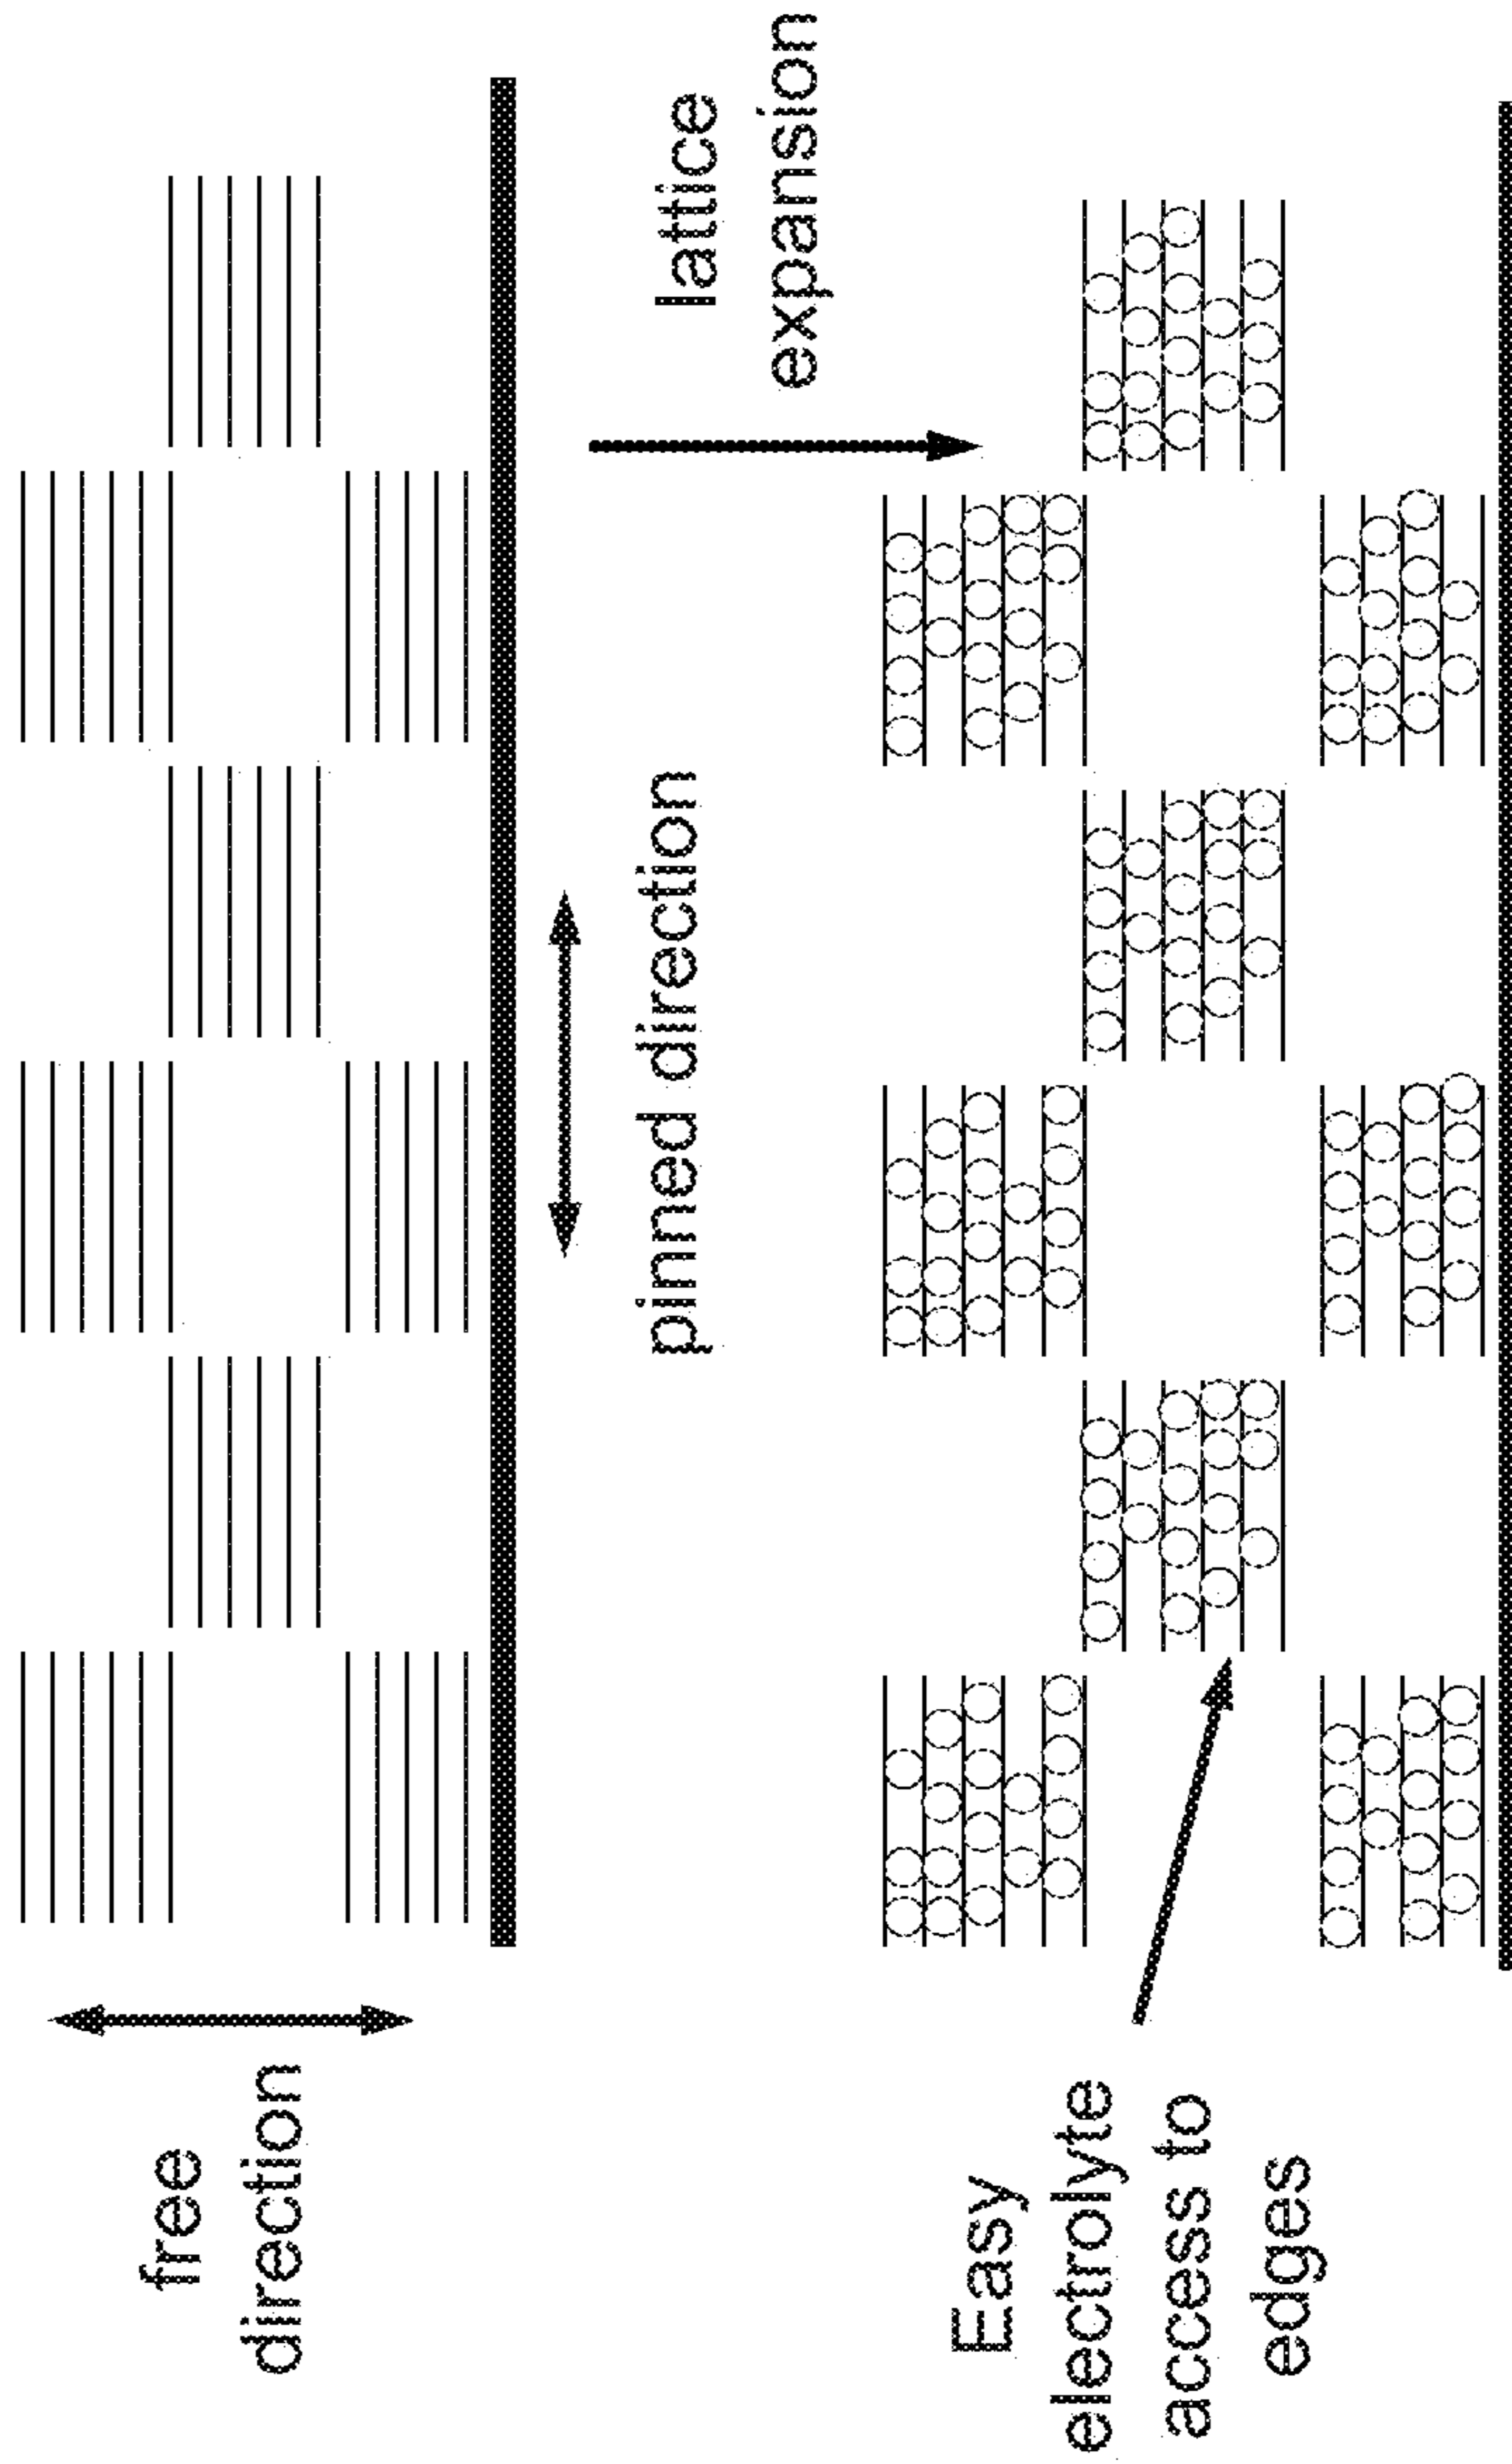 free
direction
pinned direction
lattice
expansion
Easy
electrolyte
access to
edges